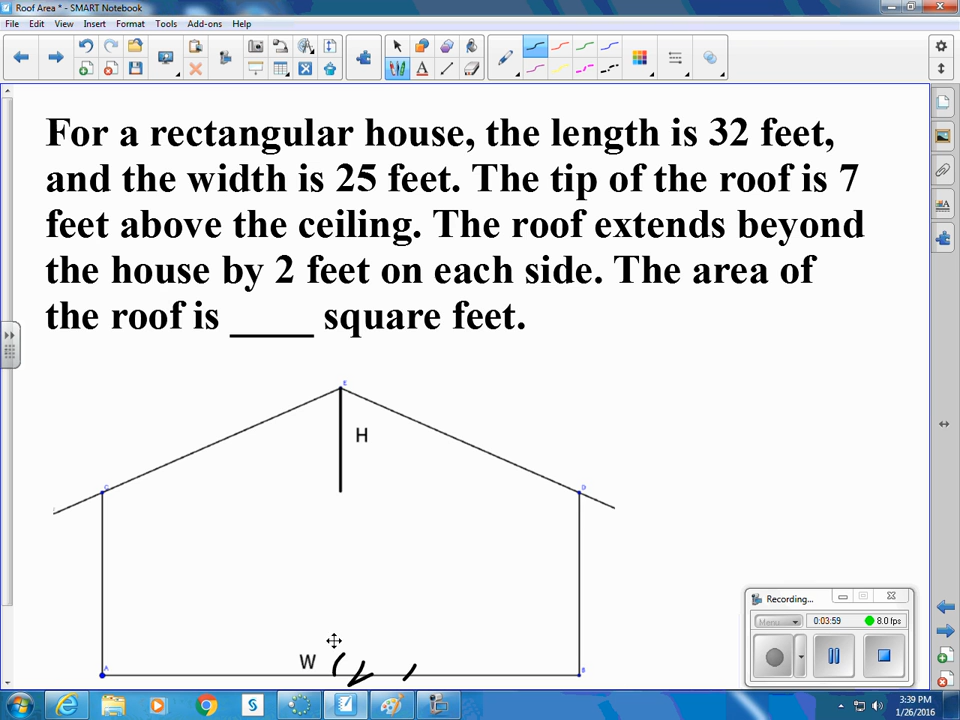 Roof Area * - SMART Notebook
File Edit View Insert Format Tools Add-ons Help
For a rectangular house, the length is 32 feet,
and the width is 25 feet. The tip of the roof is 7
feet above the ceiling. The roof extends beyond
the house by 2 feet on each side. The area of
the roof is ____ square feet.
E
H
C
D
W
A
B
Recording...
Menu
0:03:59
8.0 fps
3:39 PM
1/26/2016